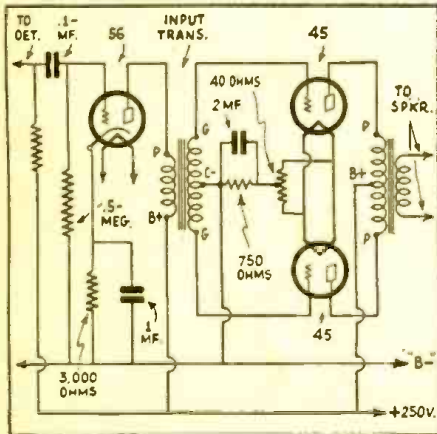 TO
DET.
.1-
MF.
56
INPUT
TRANS.
45
40 OHMS
2 MF.
TO
SPKR.
P
G
C-
B+
G
P
B+
P
.5-
MEG.
750
OHMS
45
1
MF.
3,000
OHMS
"B-"
+250V.